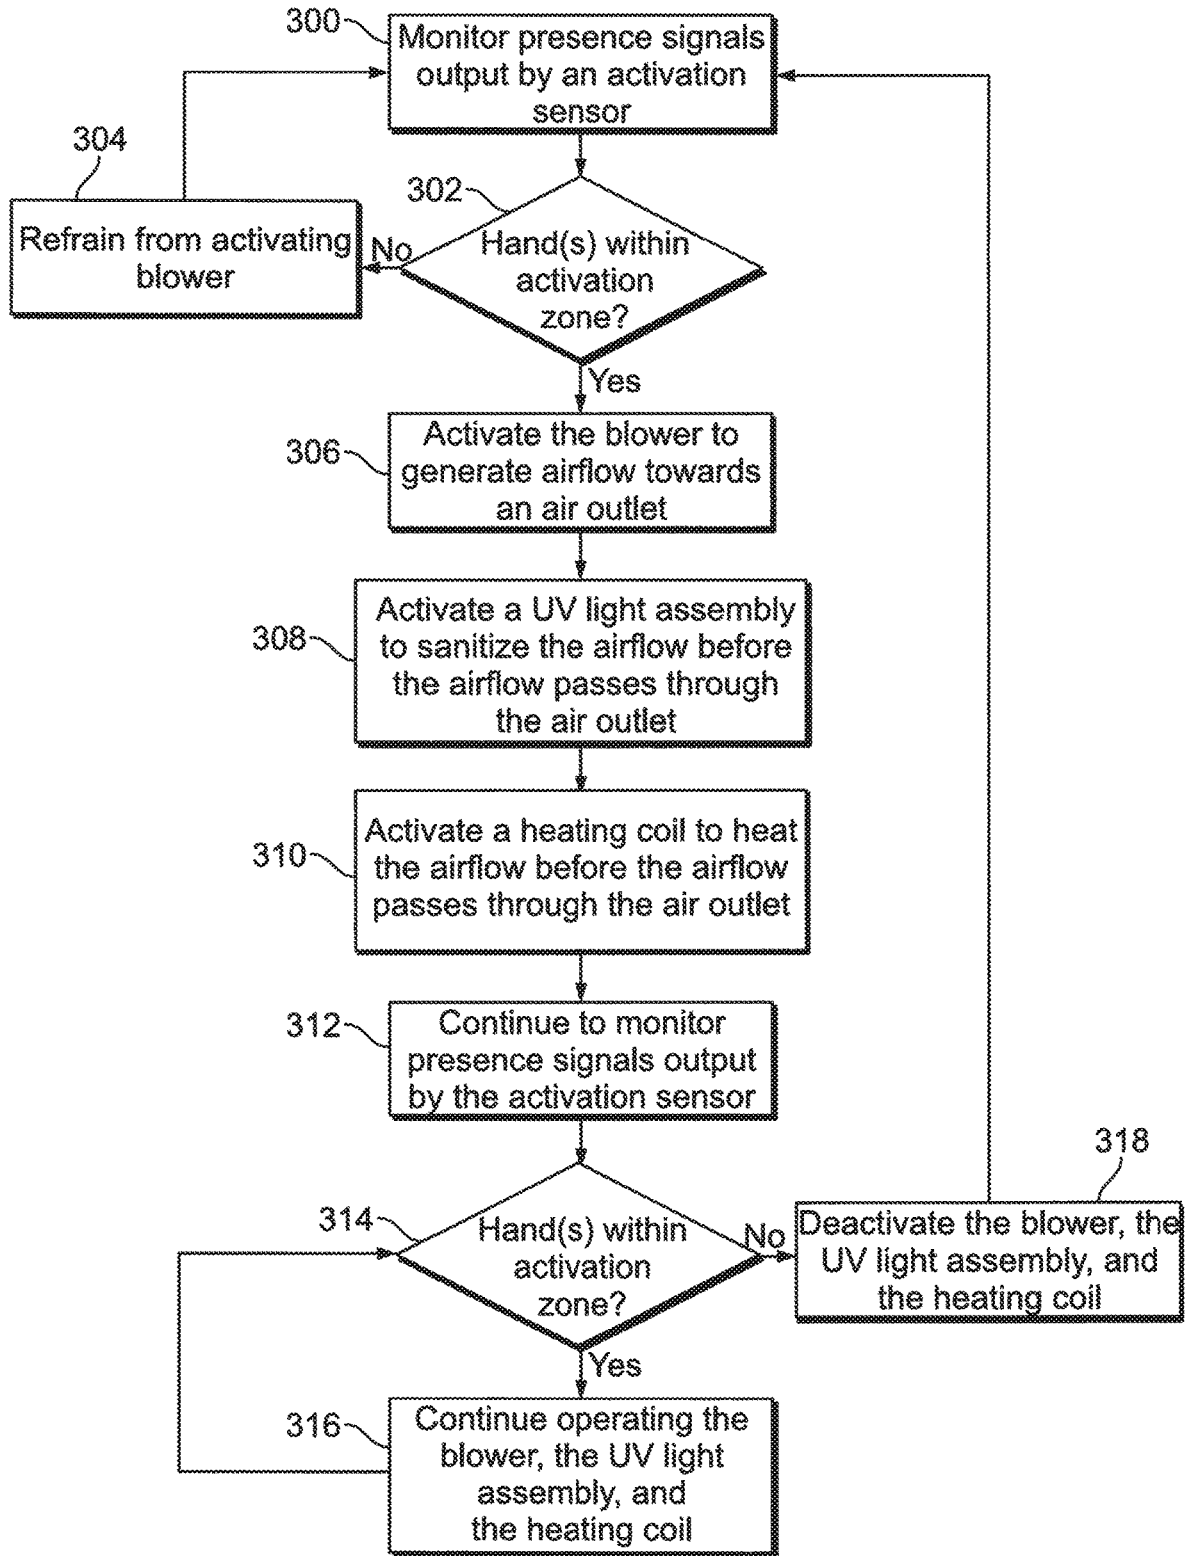 300
Monitor presence signals
output by an activation
sensor
304
302
Refrain from activating
blower
No
Hand(s) within
activation
zone?
Yes
306
Activate the blower to
generate airflow towards
an air outlet
308
Activate a UV light assembly
to sanitize the airflow before
the airflow passes through
the air outlet
310
Activate a heating coil to heat
the airflow before the airflow
passes through the air outlet
312
Continue to monitor
presence signals output
by the activation sensor
314
Hand(s) within
activation
zone?
No
318
Deactivate the blower, the
UV light assembly, and
the heating coil
Yes
316
Continue operating the
blower, the UV light
assembly, and
the heating coil